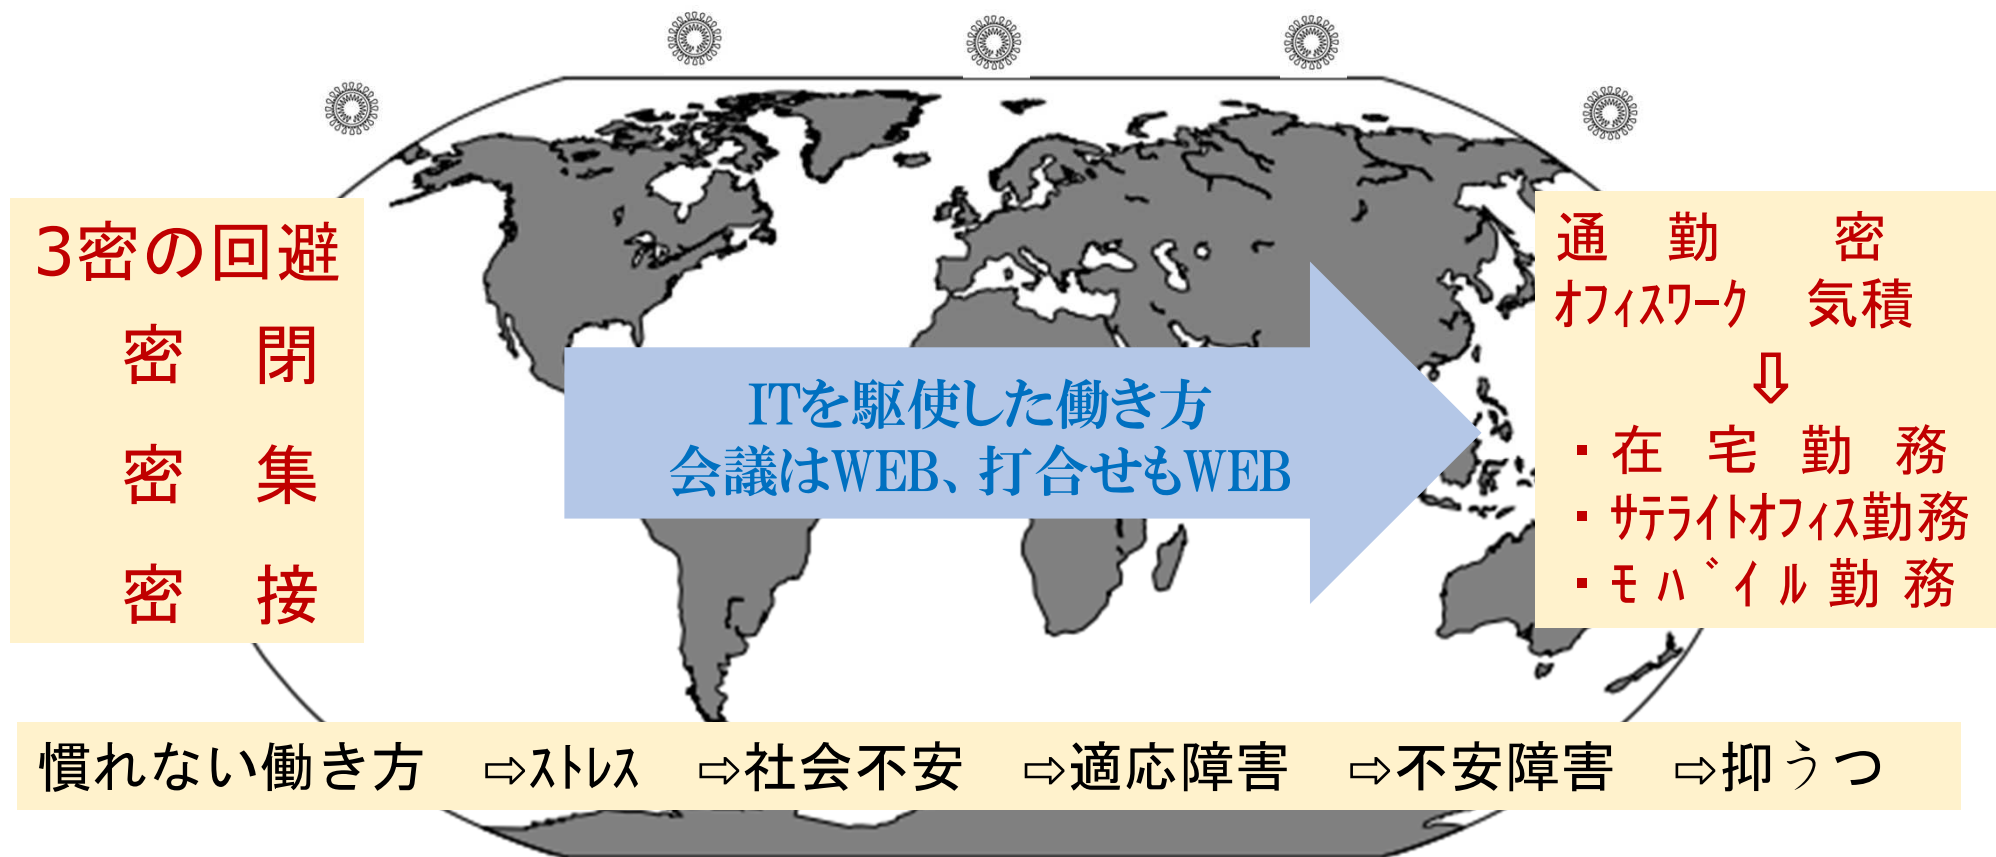 3密の回避
密　閉
密　集
密　接
ITを駆使した働き方
会議はWEB、打合せもWEB
通　勤　　密
ｵﾌｨｽﾜｰｸ　気積
⇩
・在　宅　勤　務
・ｻﾃﾗｲﾄｵﾌｨｽ勤務
・ﾓ ﾊﾞ ｲ ﾙ 勤 務
慣れない働き方　⇨ｽﾄﾚｽ　⇨社会不安　⇨適応障害　⇨不安障害　⇨抑うつ